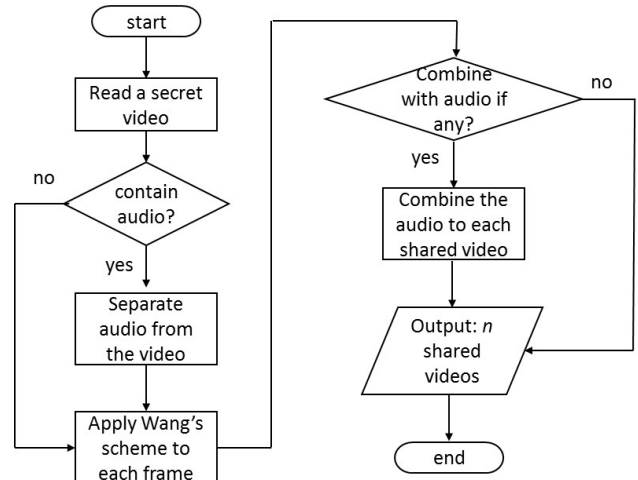 start
Read a secret
video
no
contain
audio?
yes
Separate
audio from
the video
Apply Wang's
scheme to
each frame
Combine
with audio if
any?
no
yes
Combine the
audio to each
shared video
Output: n
shared
videos
end